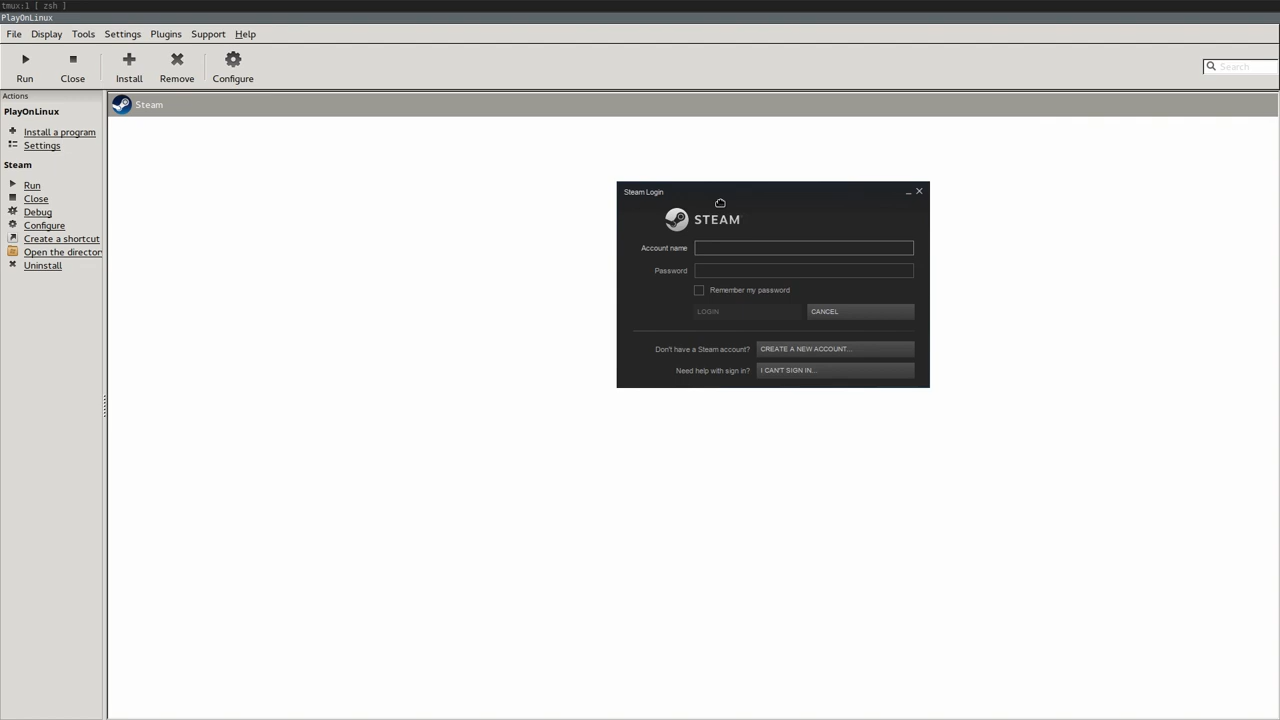 tmux:1 [ zsh ]
PlayOnLinux
File Display Tools Settings Plugins Support Help
Run Close Install Remove Configure
Search
Actions
PlayOnLinux
Install a program
Settings
Steam
Run
Close
Debug
Configure
Create a shortcut
Open the director
Uninstall
Steam
Steam Login
STEAM
Account name
Password
Remember my password
LOGIN CANCEL
Don't have a Steam account? CREATE A NEW ACCOUNT...
Need help with sign in? I CAN'T SIGN IN...